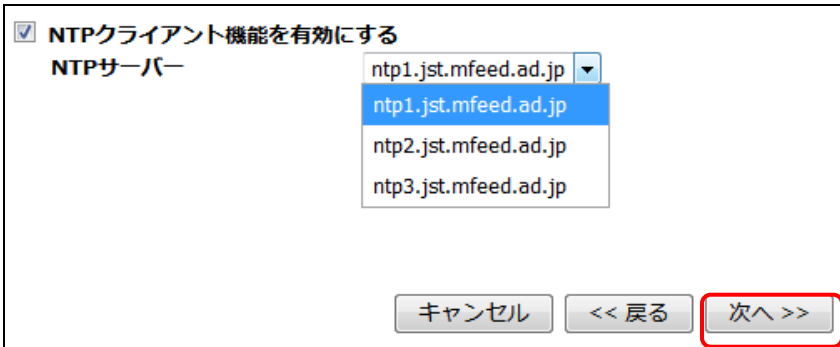 NTPクライアント機能を有効にする
NTPサーバー ntp1.jst.mfeed.ad.jp
ntp1.jst.mfeed.ad.jp
ntp2.jst.mfeed.ad.jp
ntp3.jst.mfeed.ad.jp
キャンセル << 戻る 次へ >>